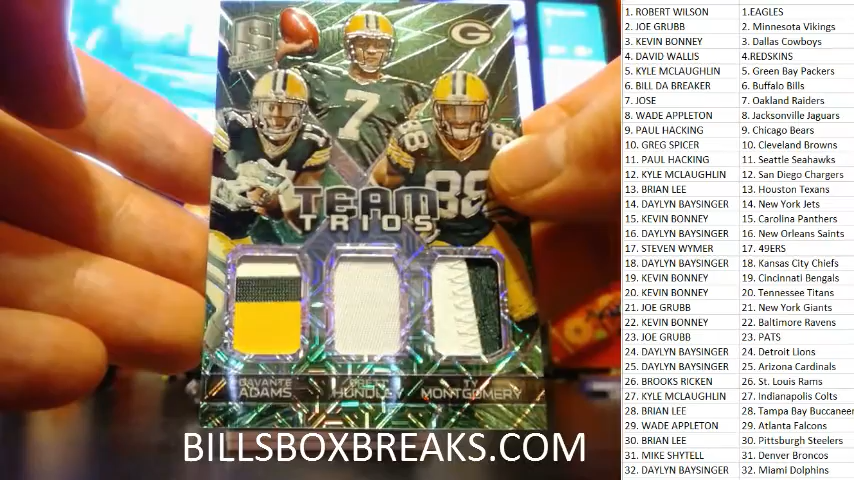 G
7
88
88
TEAM
TRIOS
DAVANTE ADAMS
BRETT HUNDLEY
TY MONTGOMERY
BILLSBOXBREAKS.COM
1. ROBERT WILSON 1.EAGLES
2. JOE GRUBB 2. Minnesota Vikings
3. KEVIN BONNEY 3. Dallas Cowboys
4. DAVID WALLIS 4.REDSKINS
5. KYLE MCLAUGHLIN 5. Green Bay Packers
6. BILL DA BREAKER 6. Buffalo Bills
7. JOSE 7. Oakland Raiders
8. WADE APPLETON 8. Jacksonville Jaguars
9. PAUL HACKING 9. Chicago Bears
10. GREG SPICER 10. Cleveland Browns
11. PAUL HACKING 11. Seattle Seahawks
12. KYLE MCLAUGHLIN 12. San Diego Chargers
13. BRIAN LEE 13. Houston Texans
14. DAYLYN BAYSINGER 14. New York Jets
15. KEVIN BONNEY 15. Carolina Panthers
16. DAYLYN BAYSINGER 16. New Orleans Saints
17. STEVEN WYMER 17. 49ERS
18. DAYLYN BAYSINGER 18. Kansas City Chiefs
19. KEVIN BONNEY 19. Cincinnati Bengals
20. KEVIN BONNEY 20. Tennessee Titans
21. JOE GRUBB 21. New York Giants
22. KEVIN BONNEY 22. Baltimore Ravens
23. JOE GRUBB 23. PATS
24. DAYLYN BAYSINGER 24. Detroit Lions
25. DAYLYN BAYSINGER 25. Arizona Cardinals
26. BROOKS RICKEN 26. St. Louis Rams
27. KYLE MCLAUGHLIN 27. Indianapolis Colts
28. BRIAN LEE 28. Tampa Bay Buccaneer
29. WADE APPLETON 29. Atlanta Falcons
30. BRIAN LEE 30. Pittsburgh Steelers
31. MIKE SHYTELL 31. Denver Broncos
32. DAYLYN BAYSINGER 32. Miami Dolphins